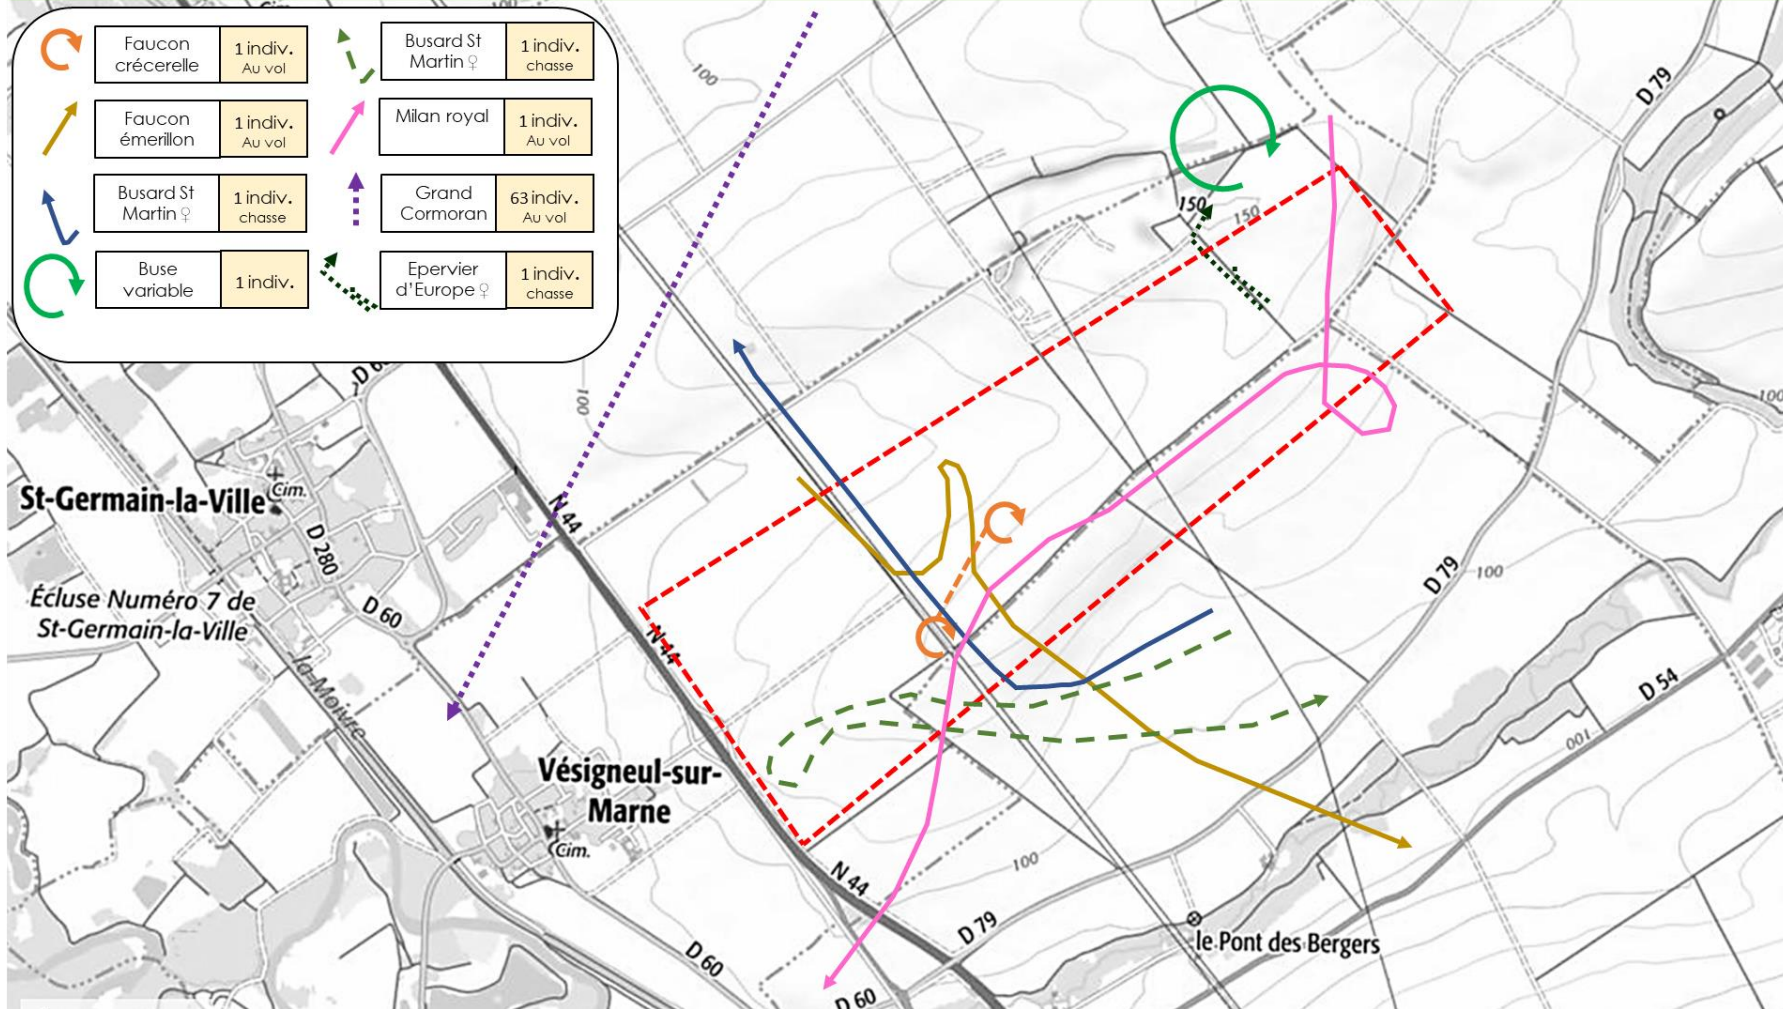 Faucon
crécerelle
1 indiv.
Au vol
Busard St
Martin ♀
1 indiv.
chasse
Faucon
émerillon
1 indiv.
Au vol
Milan royal
1 indiv.
Au vol
Busard St
Martin ♀
1 indiv.
chasse
Grand
Cormoran
63 indiv.
Au vol
Buse
variable
1 indiv.
Epervier
d'Europe ♀
1 indiv.
chasse
100
D 79
150
150
100
100
St-Germain-la-Ville
Cim.
N 44
D 280
Écluse Numéro 7 de
St-Germain-la-Ville
D 60
N 44
la Moivre
D 79
100
D 54
100
Vésigneul-sur-
Marne
Cim.
100
N 44
D 79
le Pont des Bergers
D 60
D 60